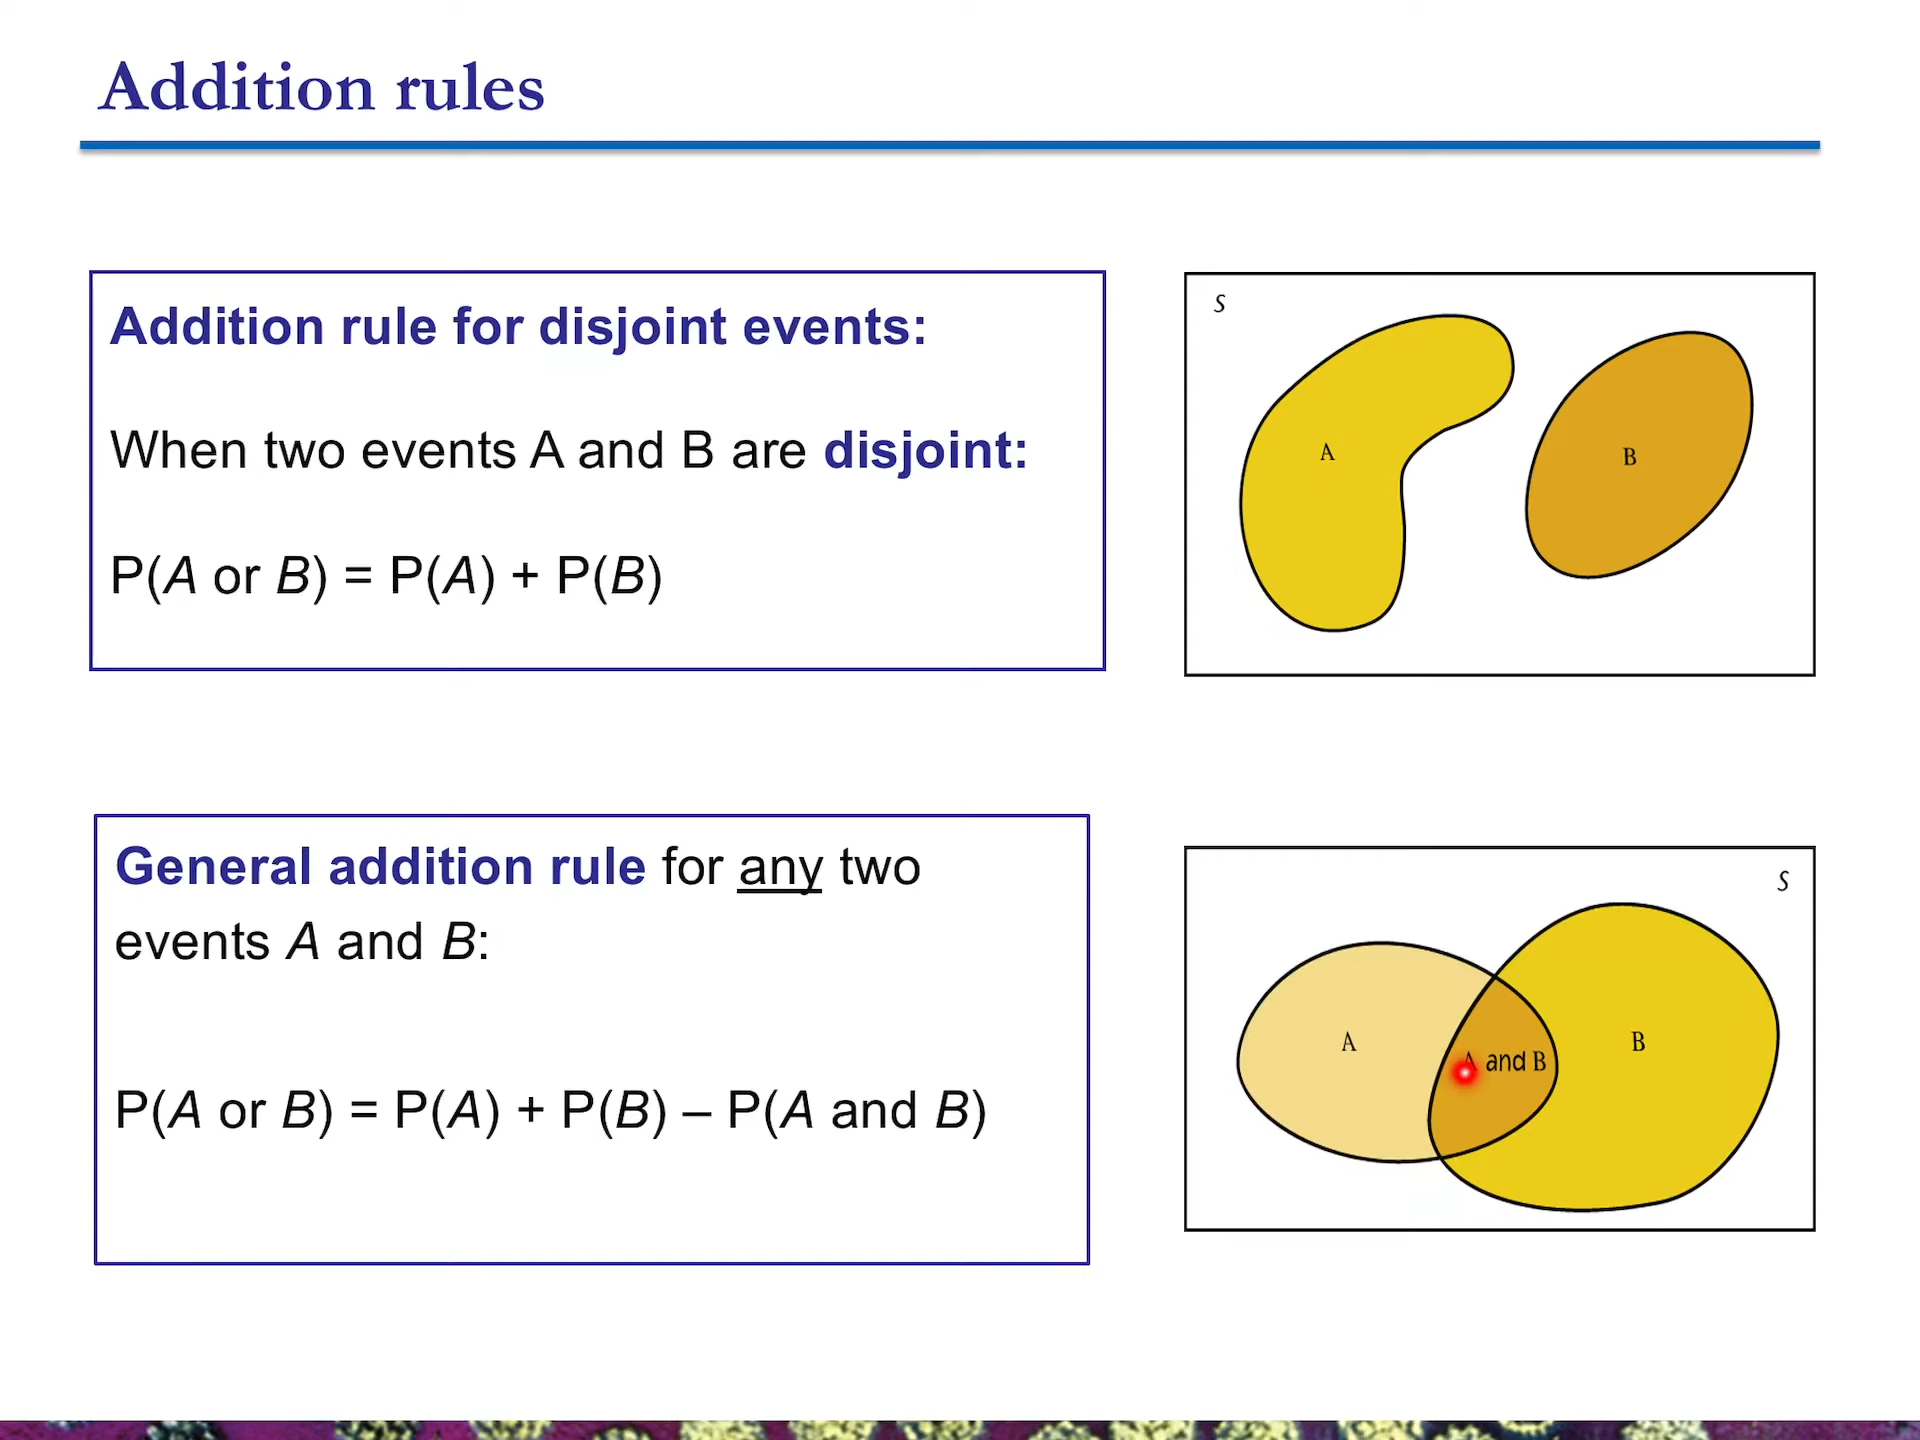 Addition rules
Addition rule for disjoint events:
When two events A and B are disjoint:
P(A or B) = P(A) + P(B)
S
A
B
General addition rule for any two
events A and B:
P(A or B) = P(A) + P(B) – P(A and B)
S
A
A and B
B